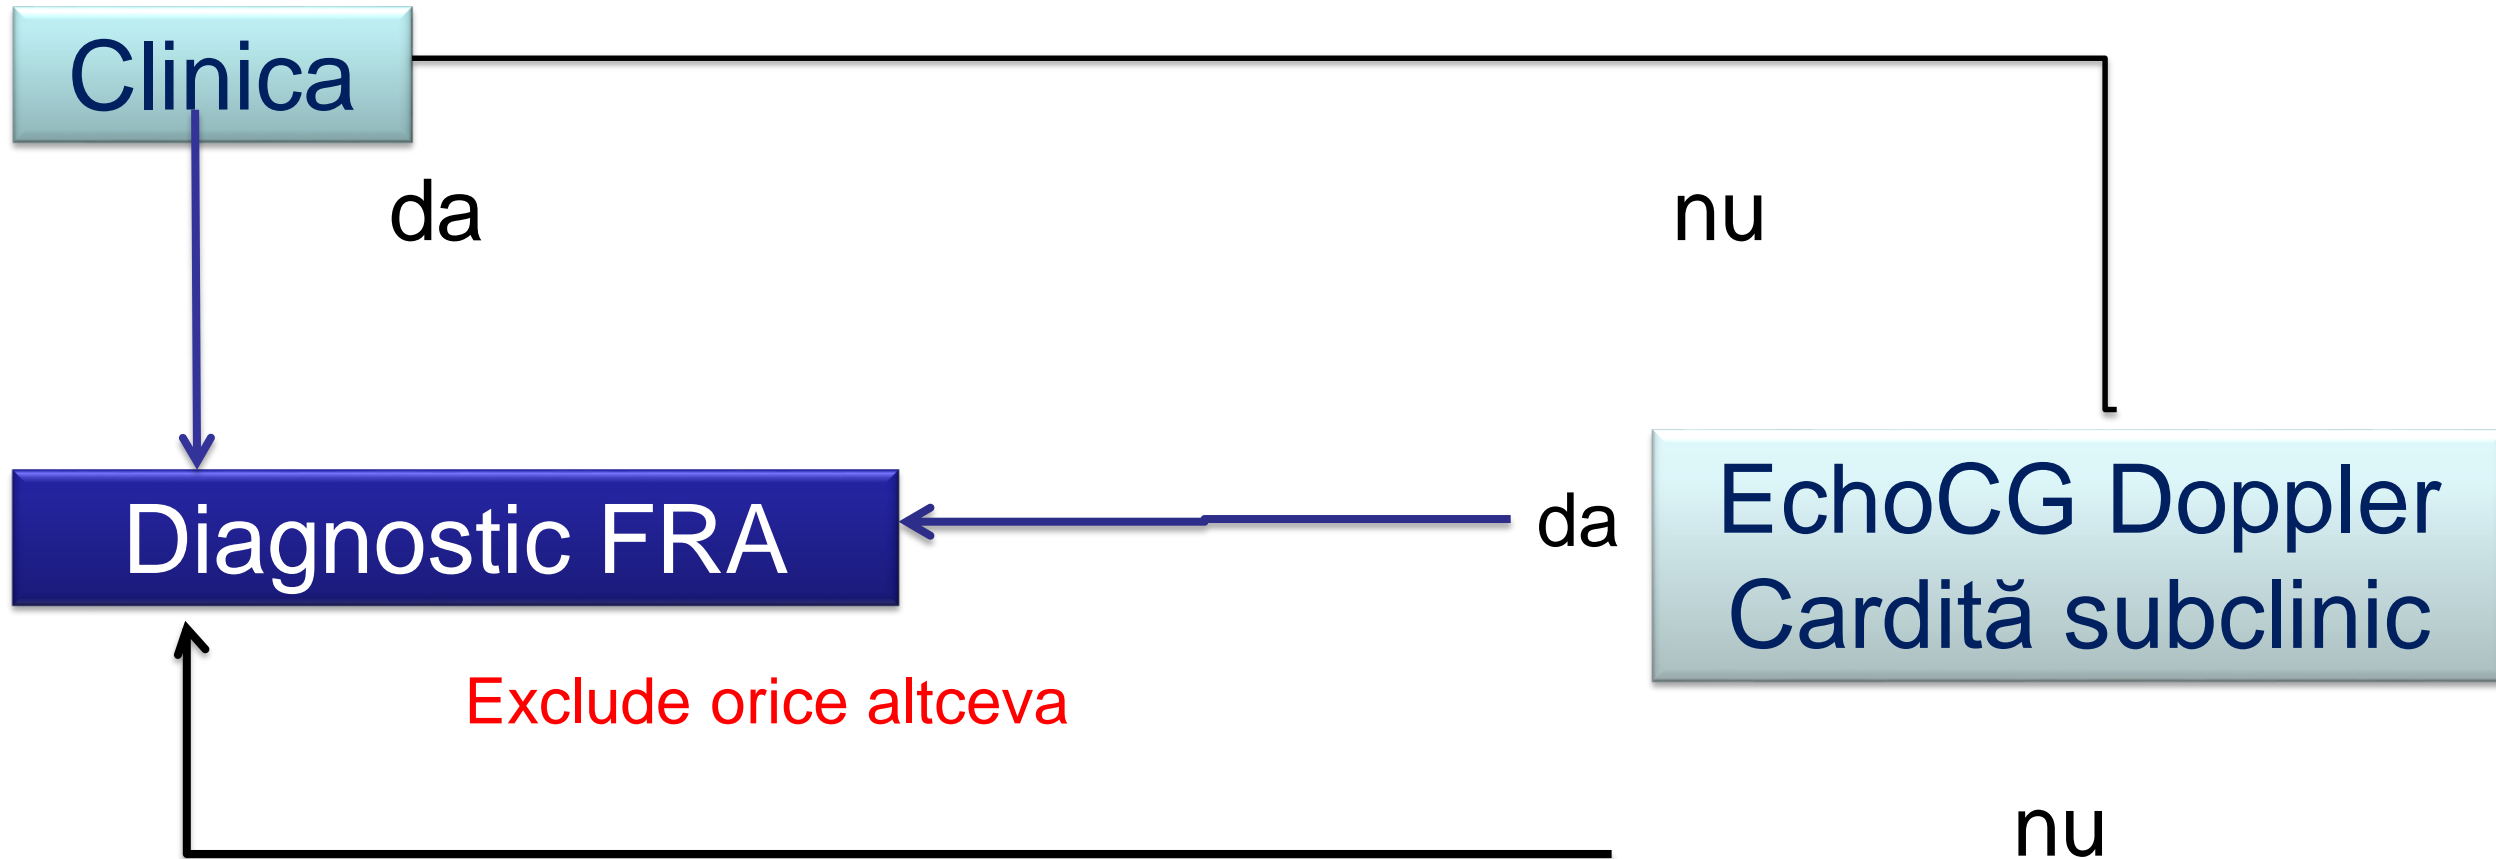 Clinica
da
nu
Diagnostic FRA
da
EchoCG Doppler
Cardită subclinic
Exclude orice altceva
nu